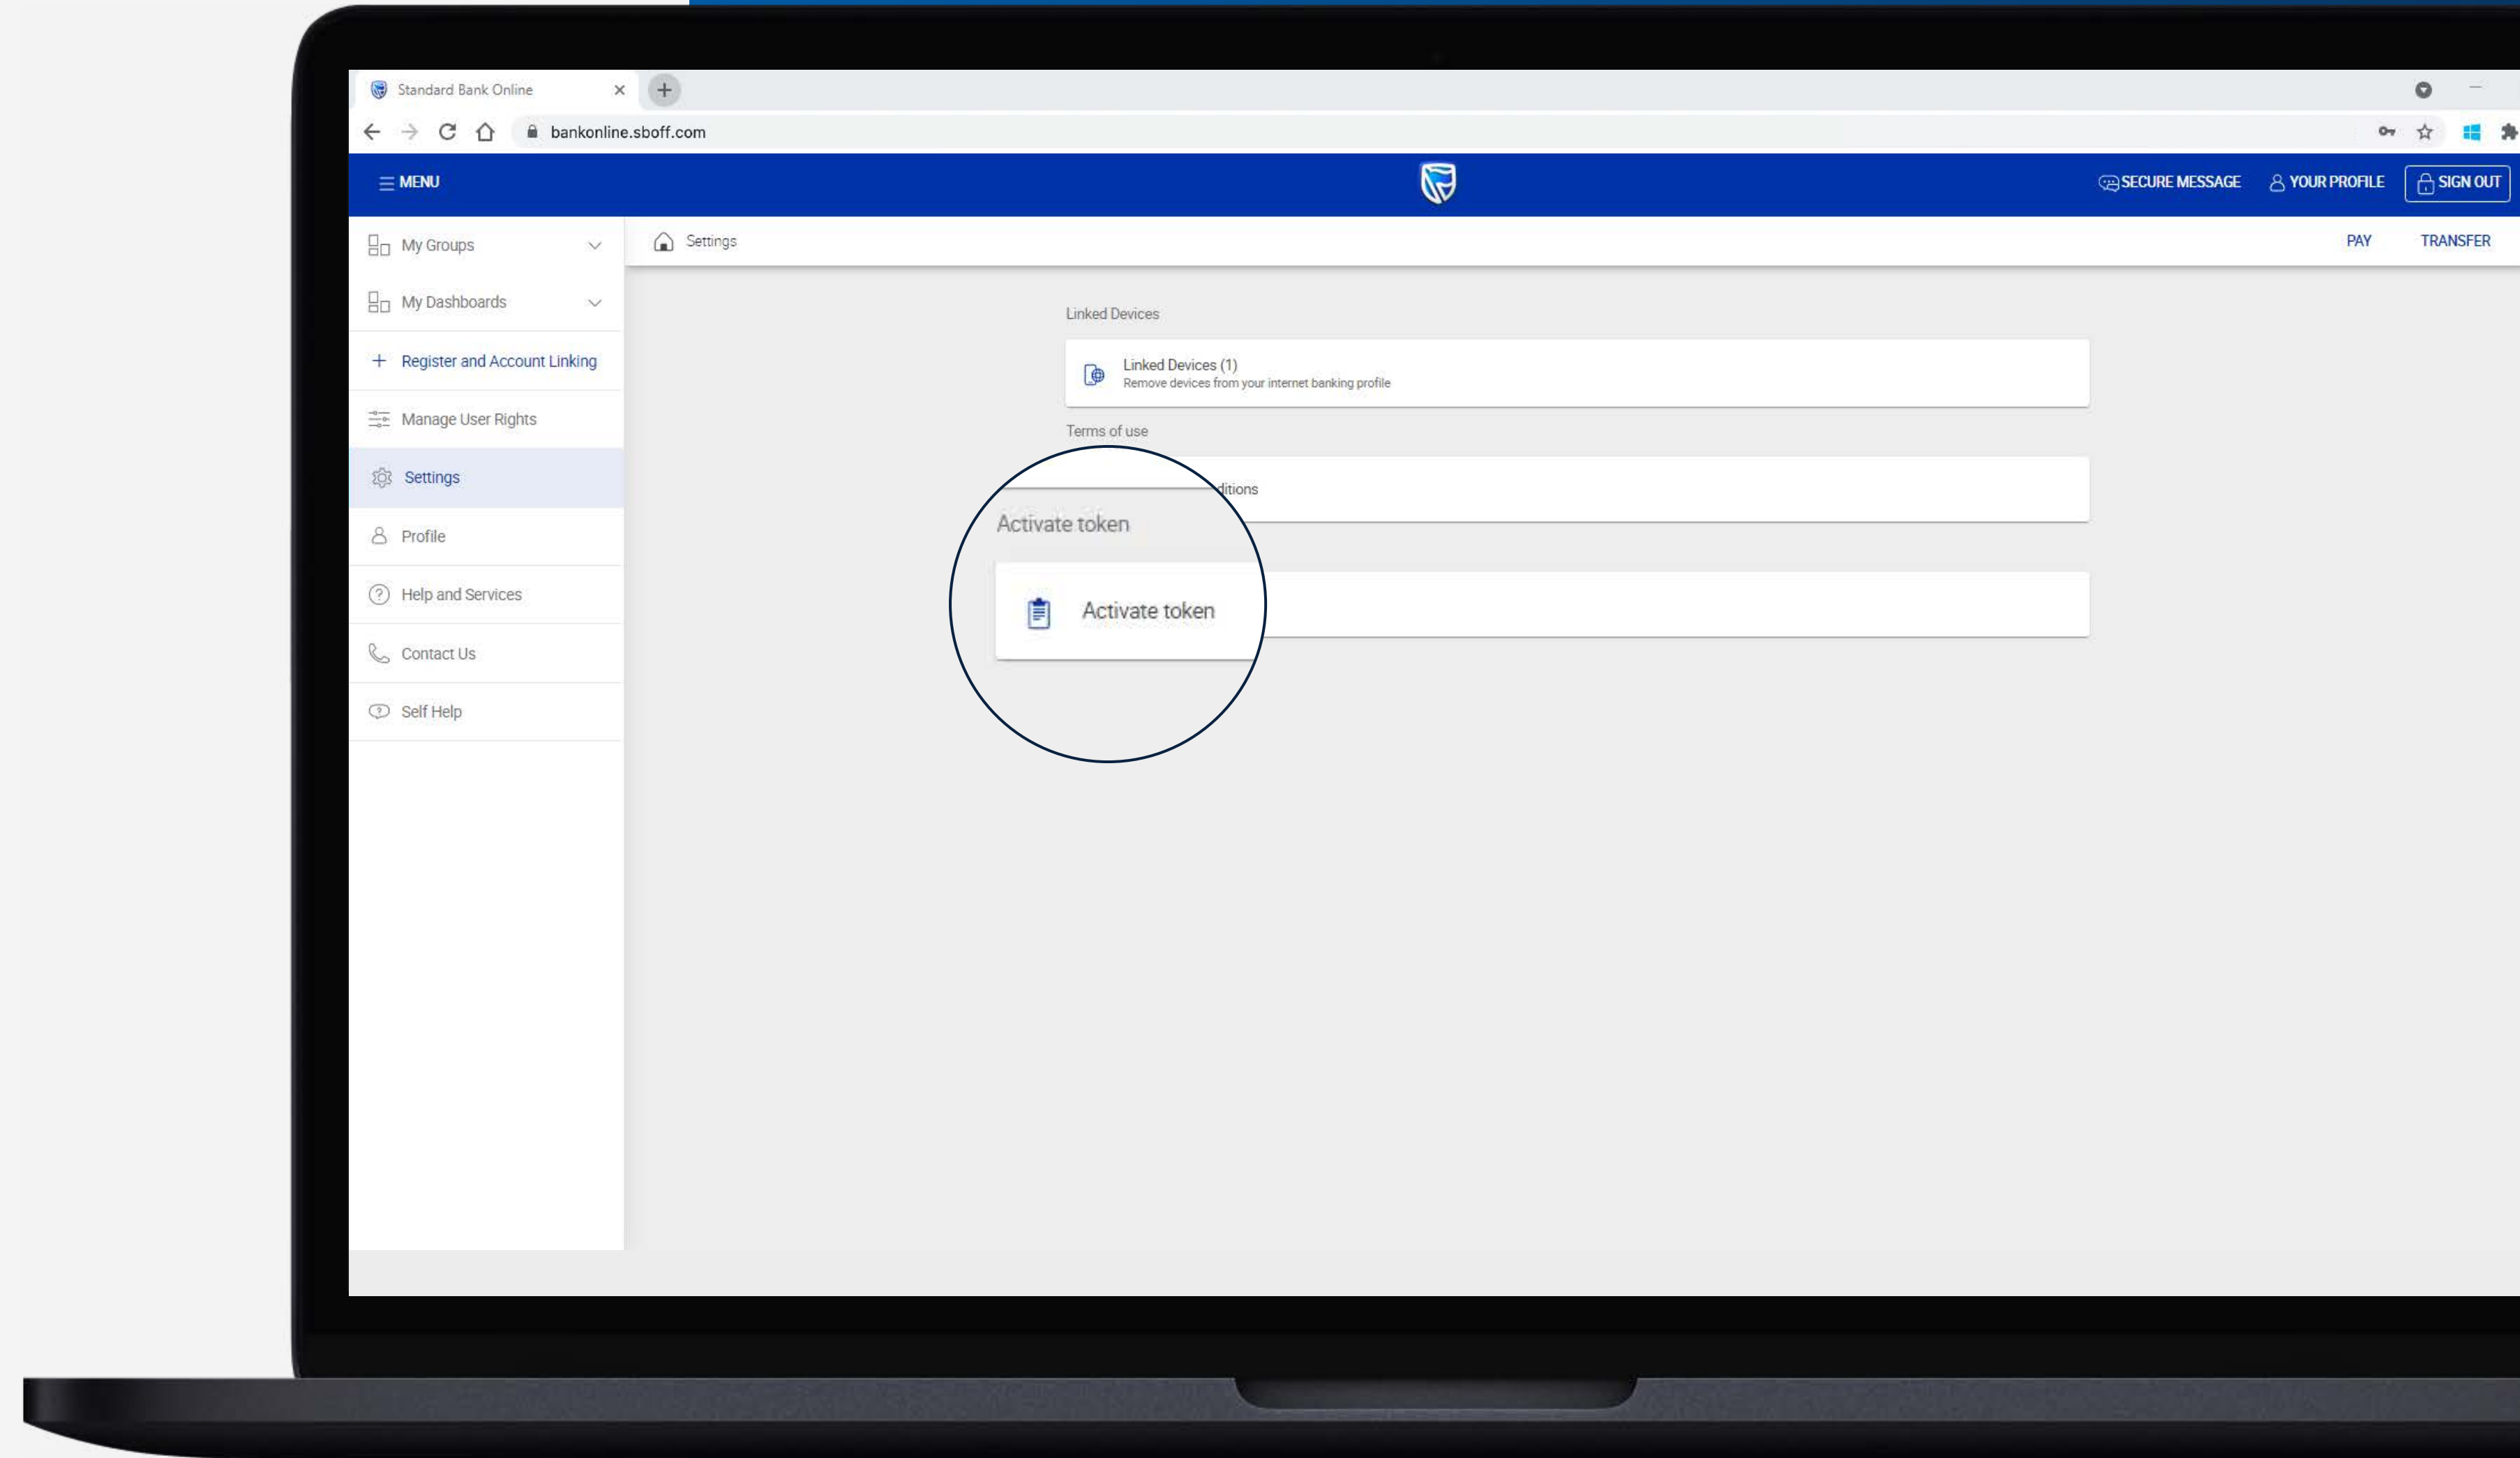 Standard Bank Online
bankonline.sboff.com
MENU
SECURE MESSAGE
YOUR PROFILE
SIGN OUT
My Groups
My Dashboards
Register and Account Linking
Manage User Rights
Settings
Profile
Help and Services
Contact Us
Self Help
Settings
PAY
TRANSFER
Linked Devices
Linked Devices (1)
Remove devices from your internet banking profile
Terms of use
ditions
Activate token
Activate token